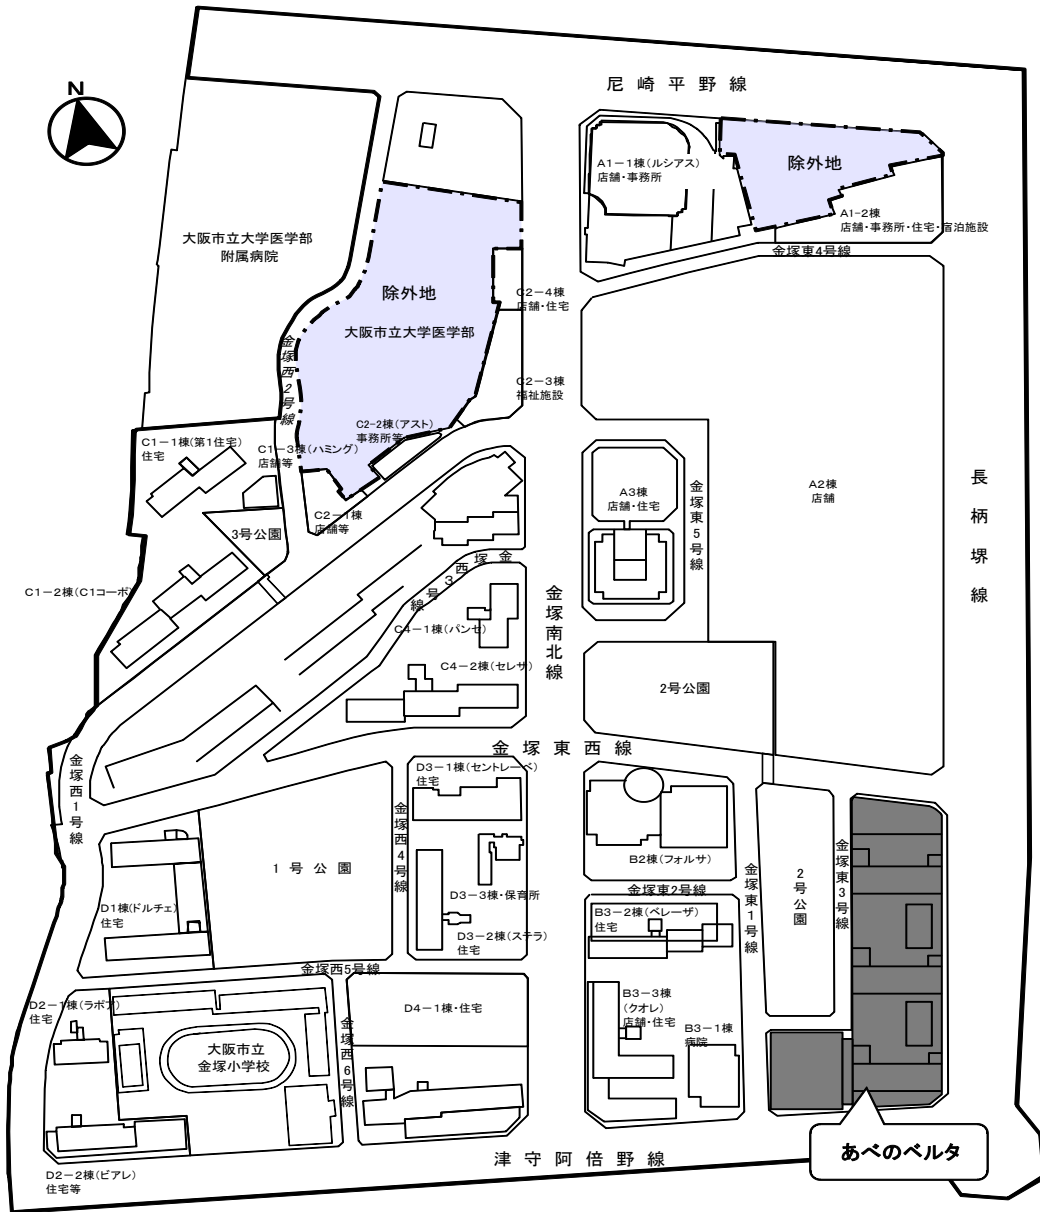 N
尼崎平野線
A1-1棟(ルシアス)
店舗・事務所
除外地
A1-2棟
店舗・事務所・住宅・宿泊施設
金塚東4号線
大阪市立大学医学部
附属病院
除外地
大阪市立大学医学部
C2-4棟
店舗・住宅
金塚西2号線
C2-3棟
福祉施設
C2-2棟(アスト)
事務所等
C1-1棟(第1住宅)
住宅
C1-3棟(ハミング)
店舗等
C2-1棟
店舗等
3号公園
A3棟
店舗・住宅
金塚東5号線
A2棟
店舗
長柄堺線
C1-2棟(C1コーポ)
金塚西3号線
C4-1棟(パンセ)
金塚南北線
C4-2棟(セレサ)
2号公園
金塚東西線
金塚西1号線
D3-1棟(セントレーベ)
住宅
金塚西4号線
1号公園
B2棟(フォルサ)
金塚東2号線
金塚東1号線
2号公園
金塚東3号線
D3-3棟・保育所
D1棟(ドルチェ)
住宅
D3-2棟(ステラ)
住宅
B3-2棟(ベレーザ)
住宅
金塚西5号線
D2-1棟(ラボア)
住宅
D4-1棟・住宅
B3-3棟
(クオレ)
店舗・住宅
B3-1棟
病院
大阪市立
金塚小学校
金塚西6号線
あべのベルタ
津守阿倍野線
D2-2棟(ピアレ)
住宅等